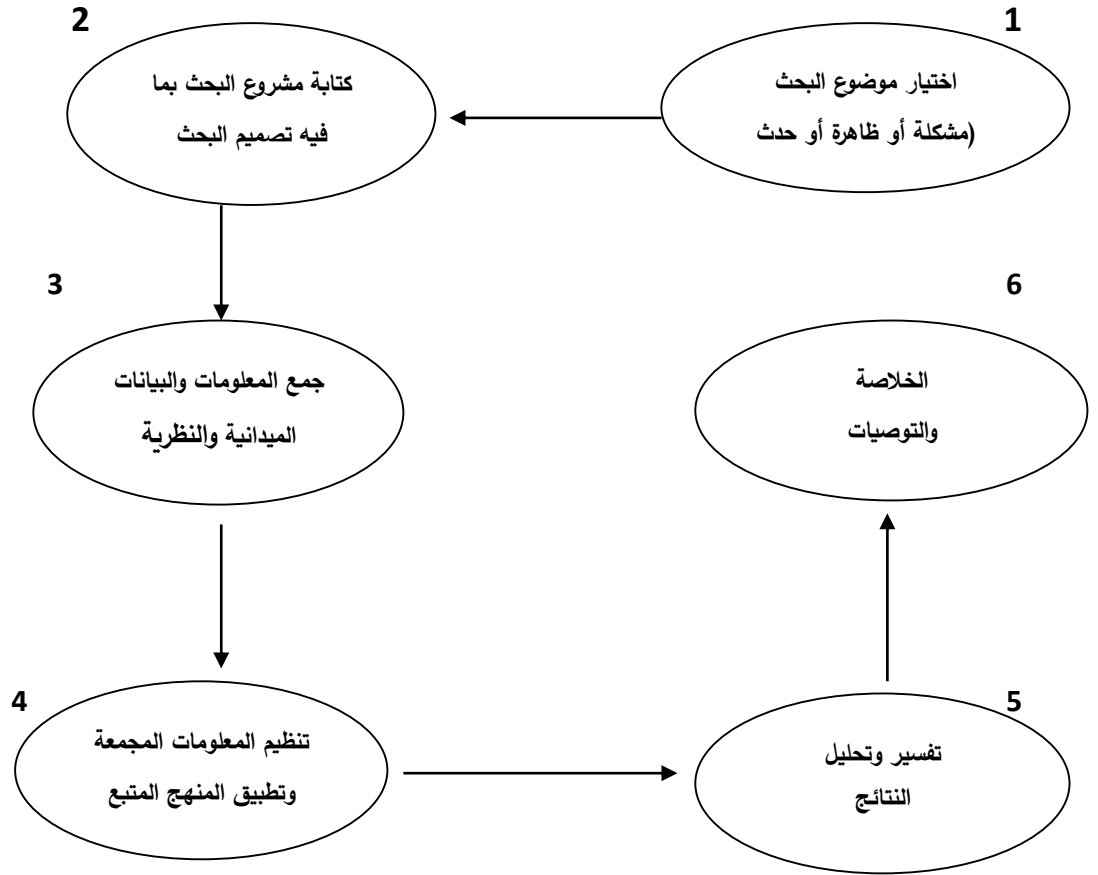 1
اختيار موضوع البحث
(مشكلة أو ظاهرة أو حدث
2
كتابة مشروع البحث بما
فيه تصميم البحث
3
جمع المعلومات والبيانات
الميدانية والنظرية
4
تنظيم المعلومات المجمعة
وتطبيق المنهج المتبع
5
تفسير وتحليل
النتائج
6
الخلاصة
والتوصيات